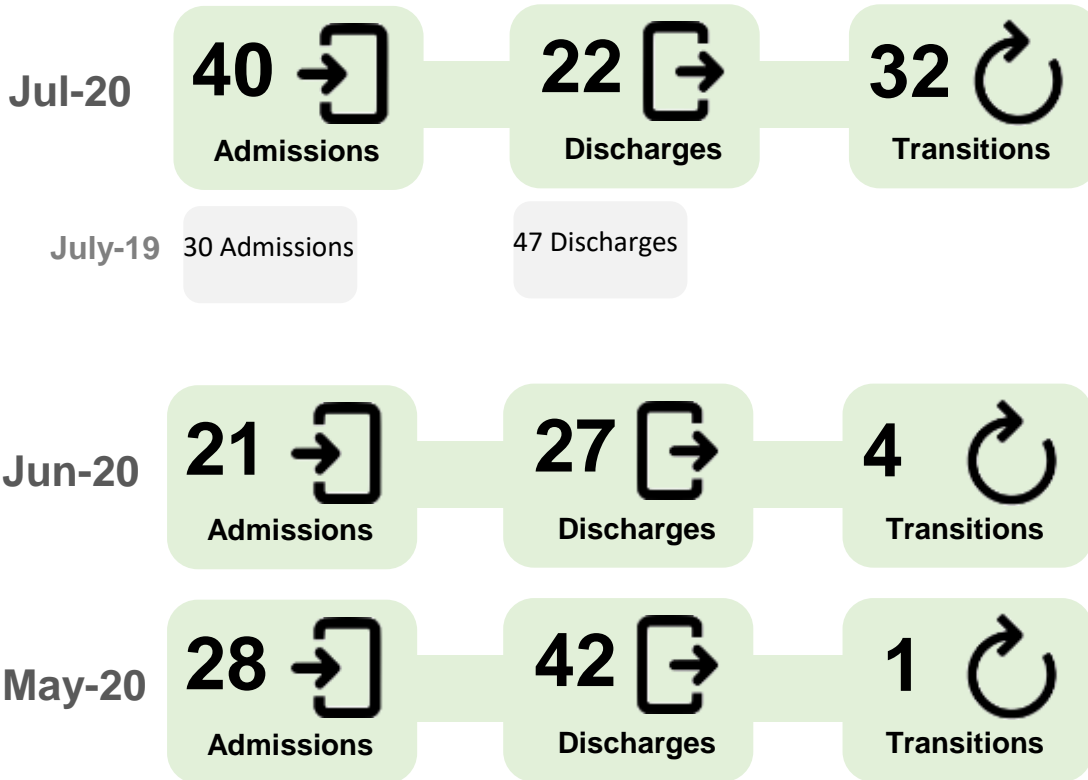 Jul-20
40
Admissions
22
Discharges
32
Transitions
July-19
30 Admissions
47 Discharges
Jun-20
21
Admissions
27
Discharges
4
Transitions
May-20
28
Admissions
42
Discharges
1
Transitions